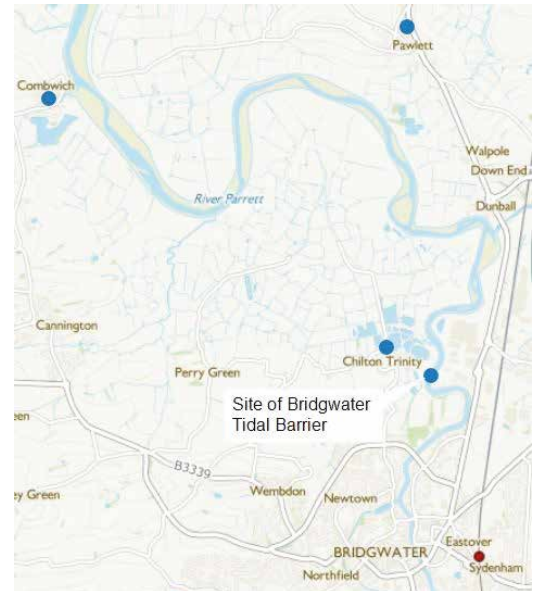 Pawlett
Combwich
Walpole
Down End
Dunball
River Parrett
Cannington
Chilton Trinity
Perry Green
Site of Bridgwater
Tidal Barrier
een
B3339
ey Green
Wembdon
Newtown
Eastover
BRIDGWATER
Sydenham
Northfield